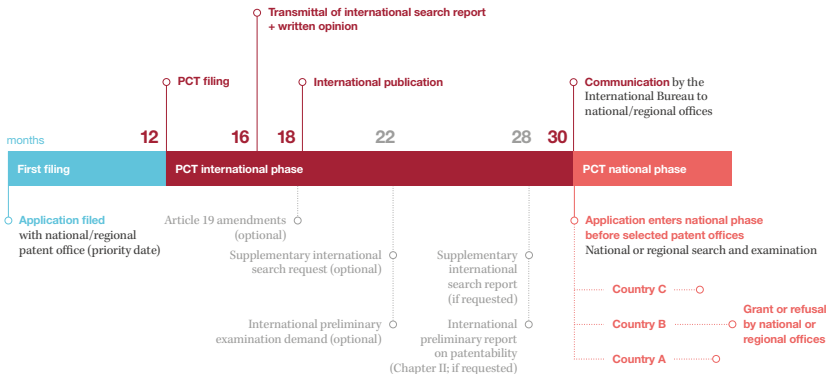 Transmittal of international search report
+ written opinion
PCT filing
International publication
Communication by the
International Bureau to
national/regional offices
months
12
16
18
22
28
30
First filing
PCT international phase
PCT national phase
Application filed
with national/regional
patent office (priority date)
Article 19 amendments
(optional)
Supplementary international
search request (optional)
International preliminary
examination demand (optional)
Supplementary
international
search report
(if requested)
International
preliminary report
on patentability
(Chapter II; if requested)
Application enters national phase
before selected patent offices
National or regional search and examination
Country C
Country B
Country A
Grant or refusal
by national or
regional offices